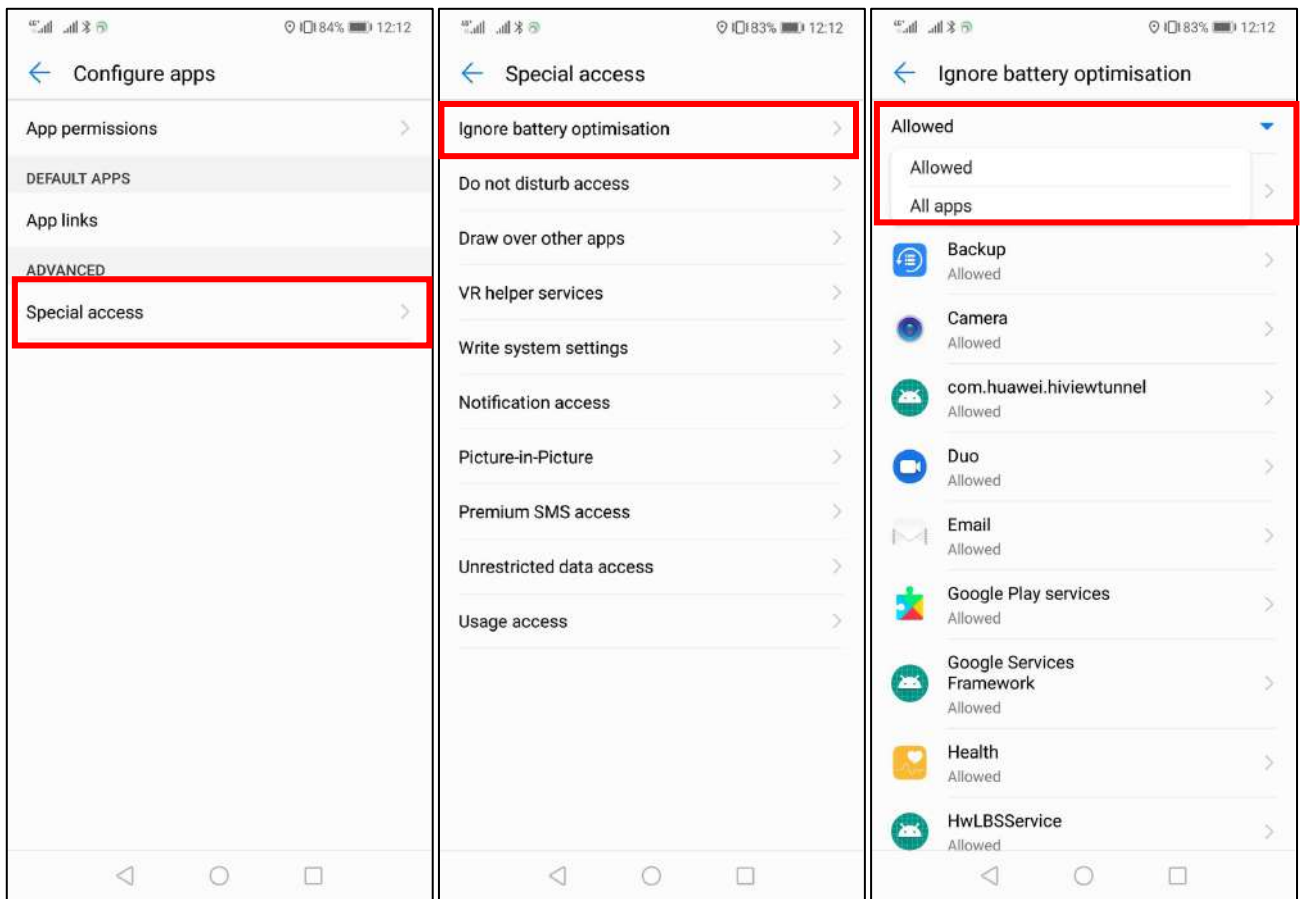 84% 12:12
Configure apps
App permissions
DEFAULT APPS
App links
ADVANCED
Special access
83% 12:12
Special access
Ignore battery optimisation
Do not disturb access
Draw over other apps
VR helper services
Write system settings
Notification access
Picture-in-Picture
Premium SMS access
Unrestricted data access
Usage access
83% 12:12
Ignore battery optimisation
Allowed
Allowed
All apps
Backup
Allowed
Camera
Allowed
com.huawei.hiviewtunnel
Allowed
Duo
Allowed
Email
Allowed
Google Play services
Allowed
Google Services
Framework
Allowed
Health
Allowed
HwLBSService
Allowed